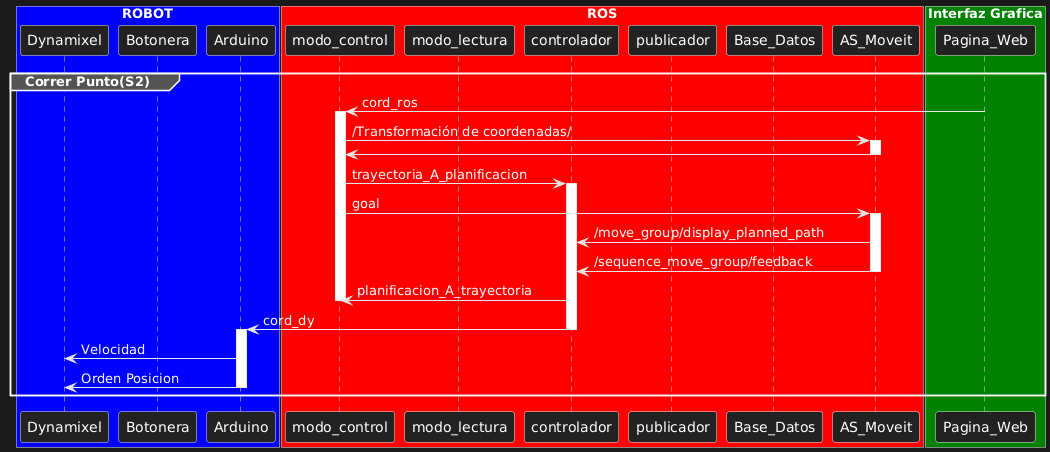 ROBOT
ROS
Interfaz Grafica
Dynamixel
Botonera
Arduino
modo_control
modo_lectura
controlador
publicador
Base_Datos
AS_Moveit
Pagina_Web
Correr Punto(S2)
cord_ros
/Transformación de coordenadas/
trayectoria_A_planificacion
goal
/move_group/display_planned_path
/sequence_move_group/feedback
planificacion_A_trayectoria
cord_dy
Velocidad
Orden Posicion
Dynamixel
Botonera
Arduino
modo_control
modo_lectura
controlador
publicador
Base_Datos
AS_Moveit
Pagina_Web